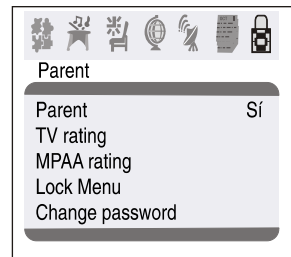 Parent
Parent Sí
TV rating
MPAA rating
Lock Menu
Change password